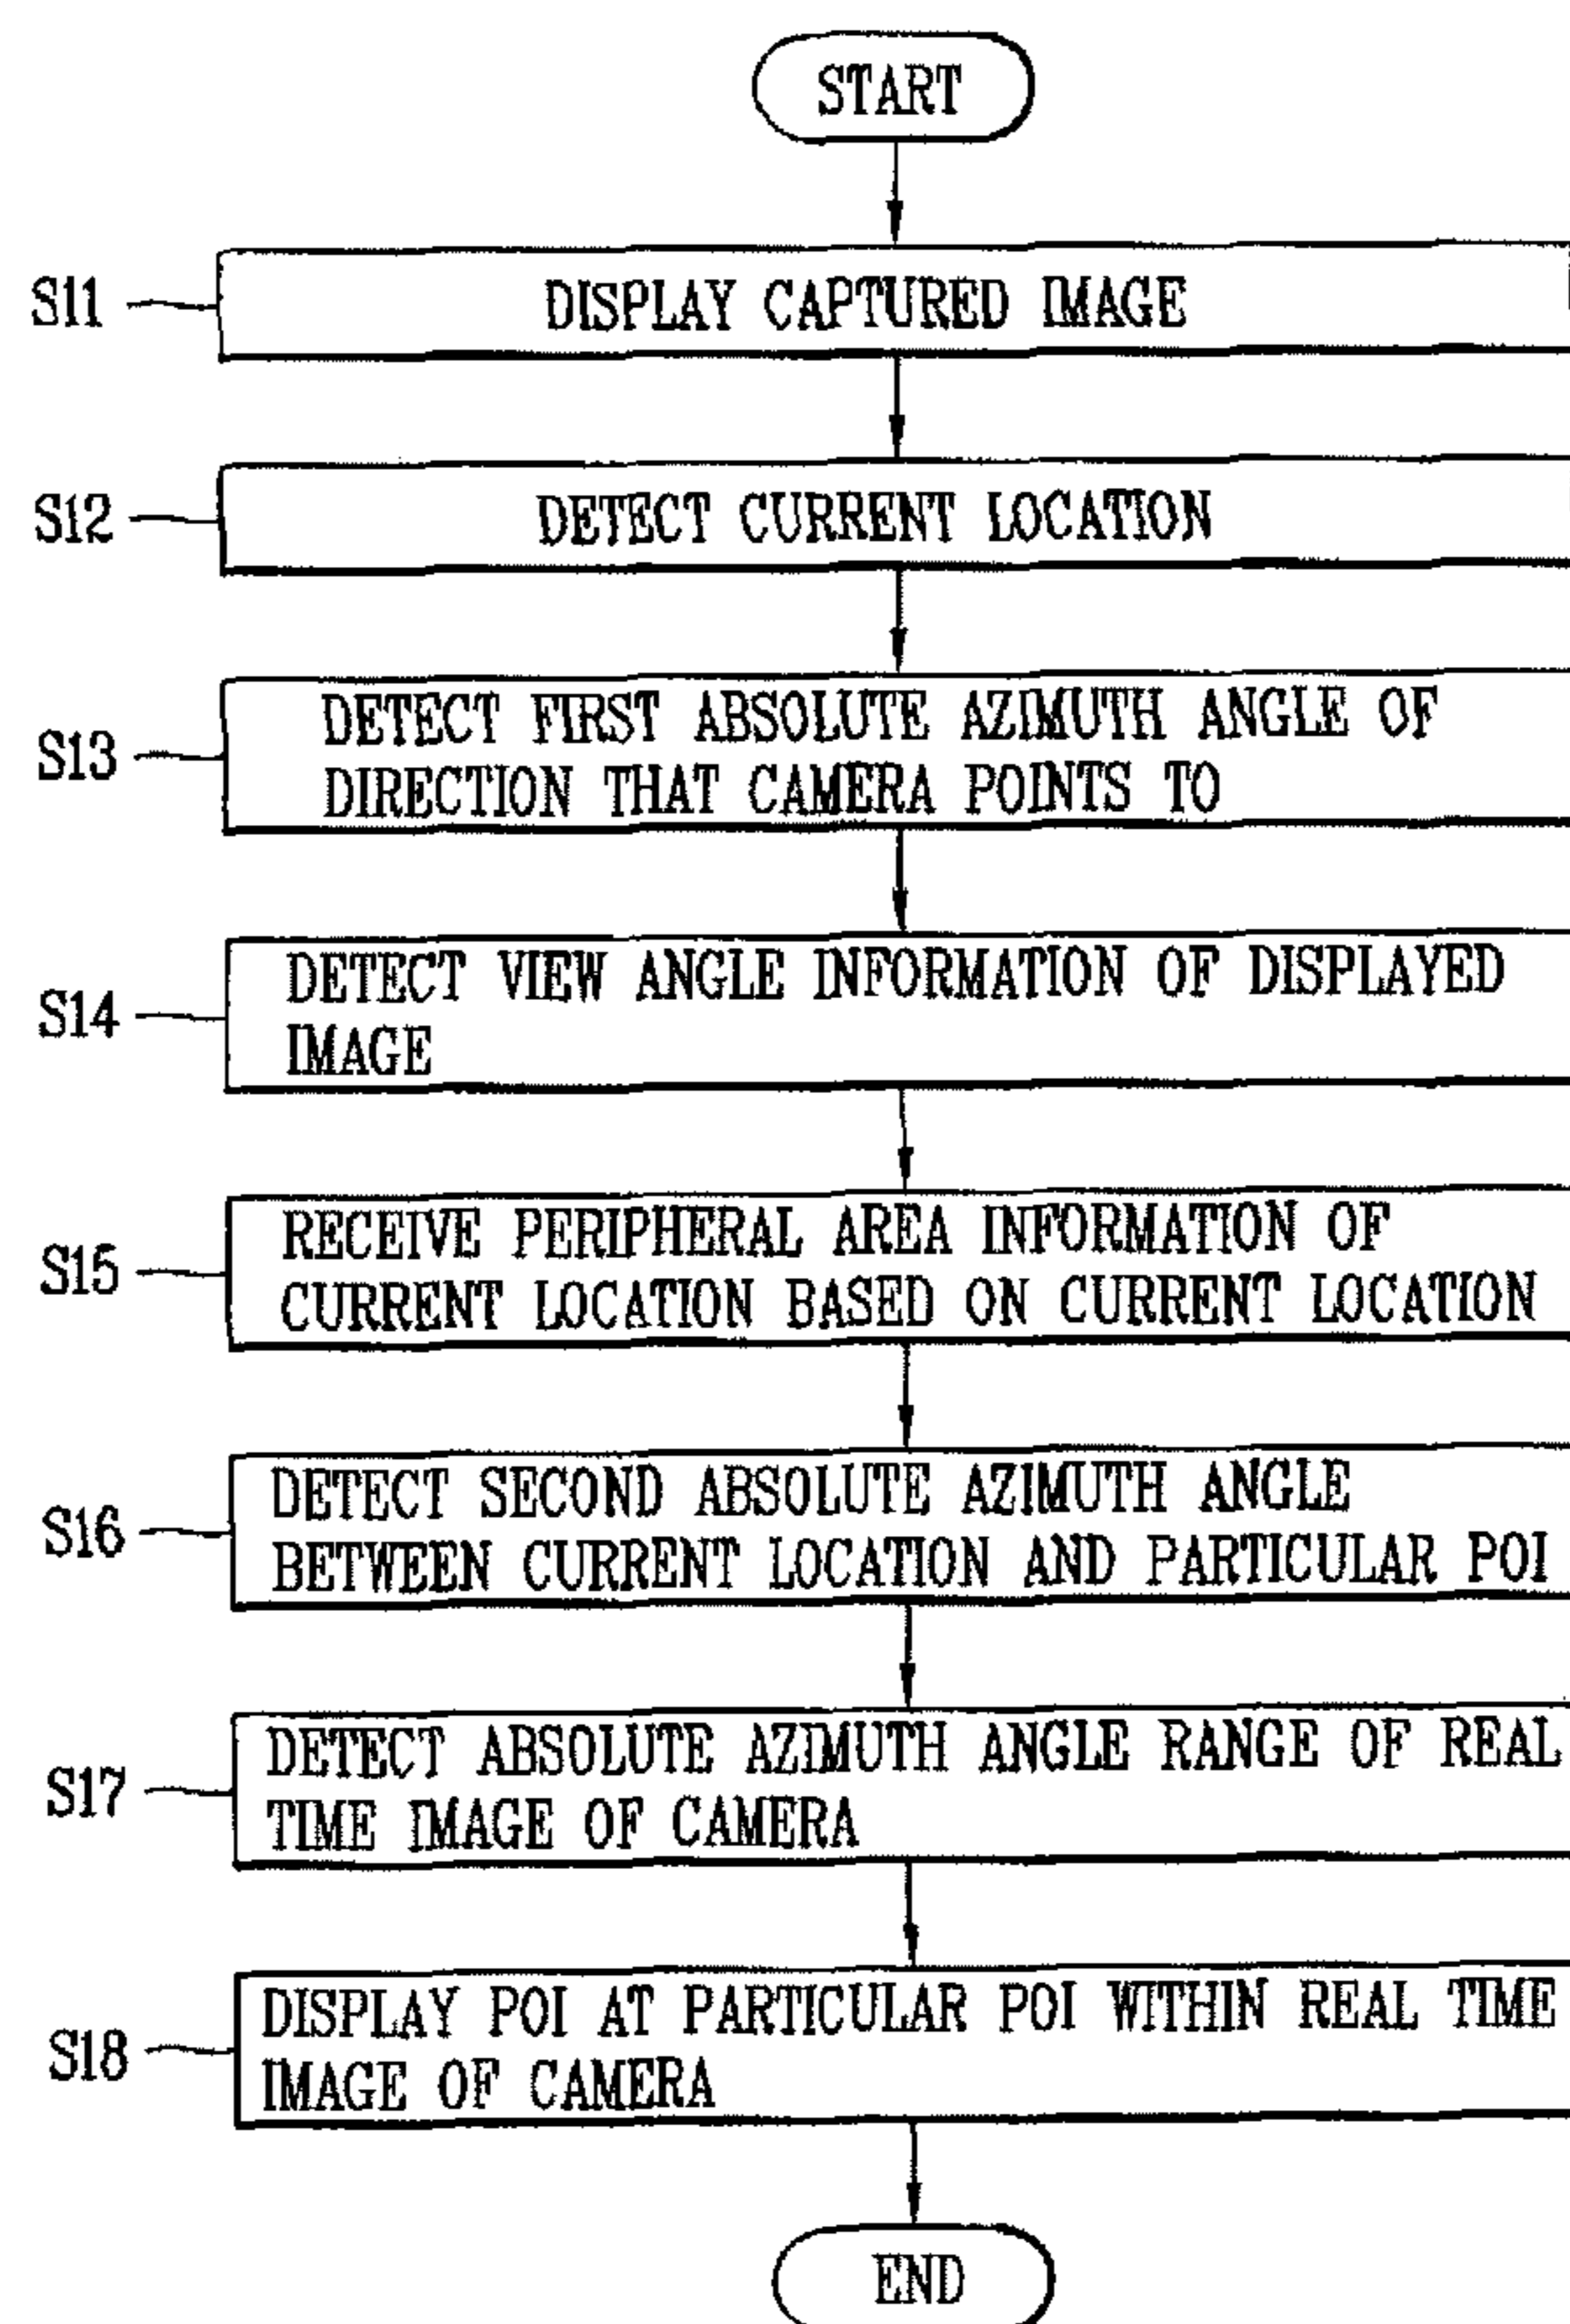 START
S11
DISPLAY CAPTURED IMAGE
S12
DETECT CURRENT LOCATION
S13
DETECT FIRST ABSOLUTE AZIMUTH ANGLE OF
DIRECTION THAT CAMERA POINTS TO
S14
DETECT VIEW ANGLE INFORMATION OF DISPLAYED
IMAGE
S15
RECEIVE PERIPHERAL AREA INFORMATION OF
CURRENT LOCATION BASED ON CURRENT LOCATION
S16
DETECT SECOND ABSOLUTE AZIMUTH ANGLE
BETWEEN CURRENT LOCATION AND PARTICULAR POI
S17
DETECT ABSOLUTE AZIMUTH ANGLE RANGE OF REAL
TIME IMAGE OF CAMERA
S18
DISPLAY POI AT PARTICULAR POI WITHIN REAL TIME
IMAGE OF CAMERA
END